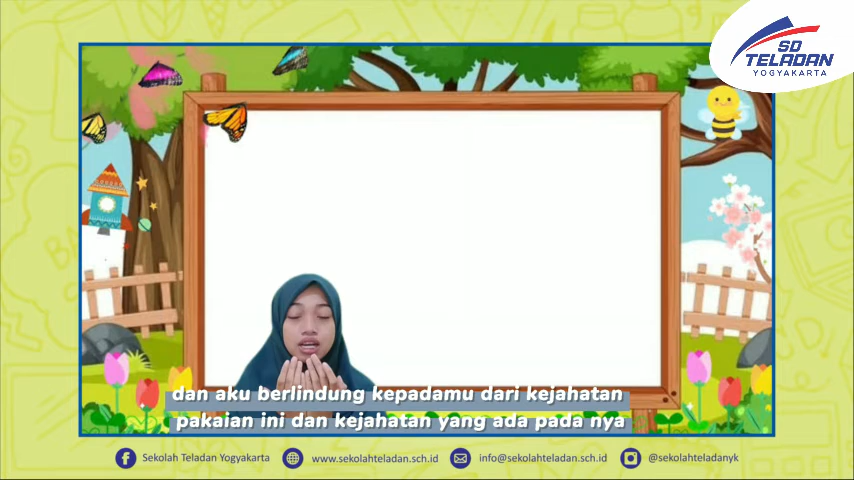 SD
TELADAN
YOGYAKARTA
dan aku berlindung kepadamu dari kejahatan
pakaian ini dan kejahatan yang ada pada nya
Sekolah Teladan Yogyakarta
www.sekolahteladan.sch.id
info@sekolahteladan.sch.id
@sekolahteladanyk